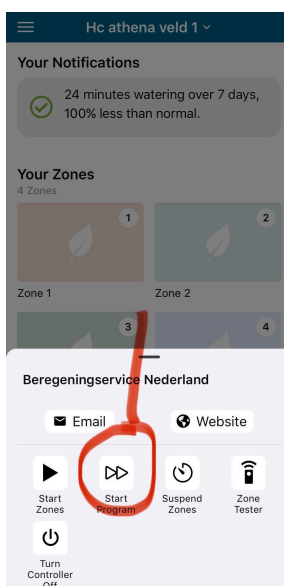 Hc athena veld 1
Your Notifications
24 minutes watering over 7 days,
100% less than normal.
Your Zones
4 Zones
1
2
Zone 1
Zone 2
3
4
Beregeningservice Nederland
Email
Website
Start
Zones
Start
Program
Suspend
Zones
Zone
Tester
Turn
Controller
Off